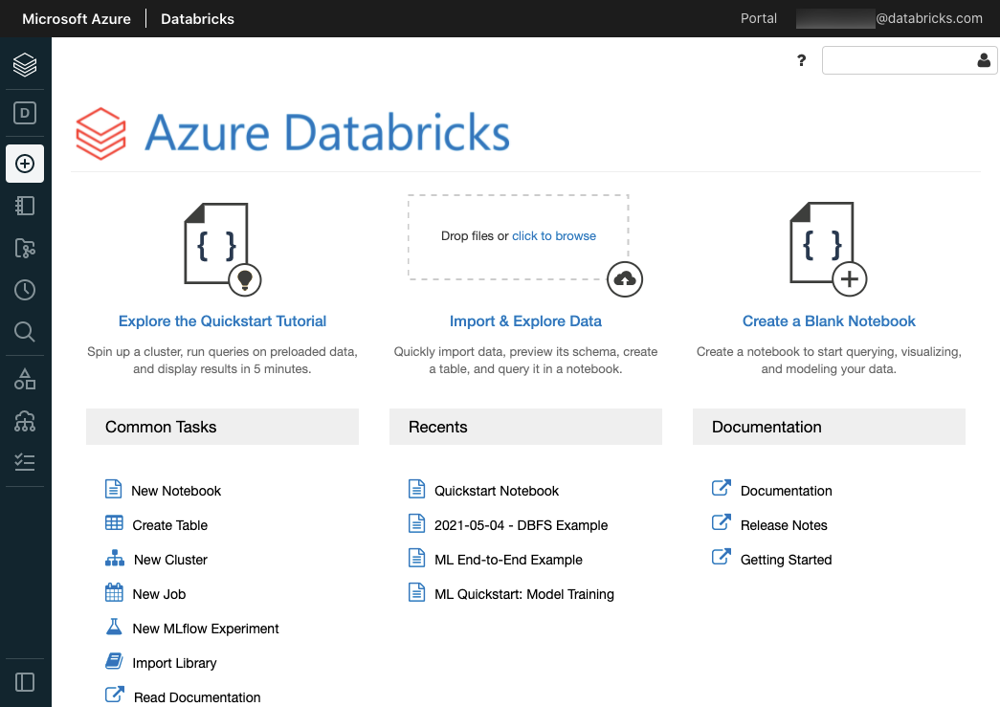 Microsoft Azure Databricks Portal @databricks.com
?
D
Azure Databricks
{ }
Drop files or click to browse
{ }
Explore the Quickstart Tutorial
Spin up a cluster, run queries on preloaded data,
and display results in 5 minutes.
Import & Explore Data
Quickly import data, preview its schema, create
a table, and query it in a notebook.
Create a Blank Notebook
Create a notebook to start querying, visualizing,
and modeling your data.
Common Tasks
New Notebook
Create Table
New Cluster
New Job
New MLflow Experiment
Import Library
Read Documentation
Recents
Quickstart Notebook
2021-05-04 - DBFS Example
ML End-to-End Example
ML Quickstart: Model Training
Documentation
Documentation
Release Notes
Getting Started